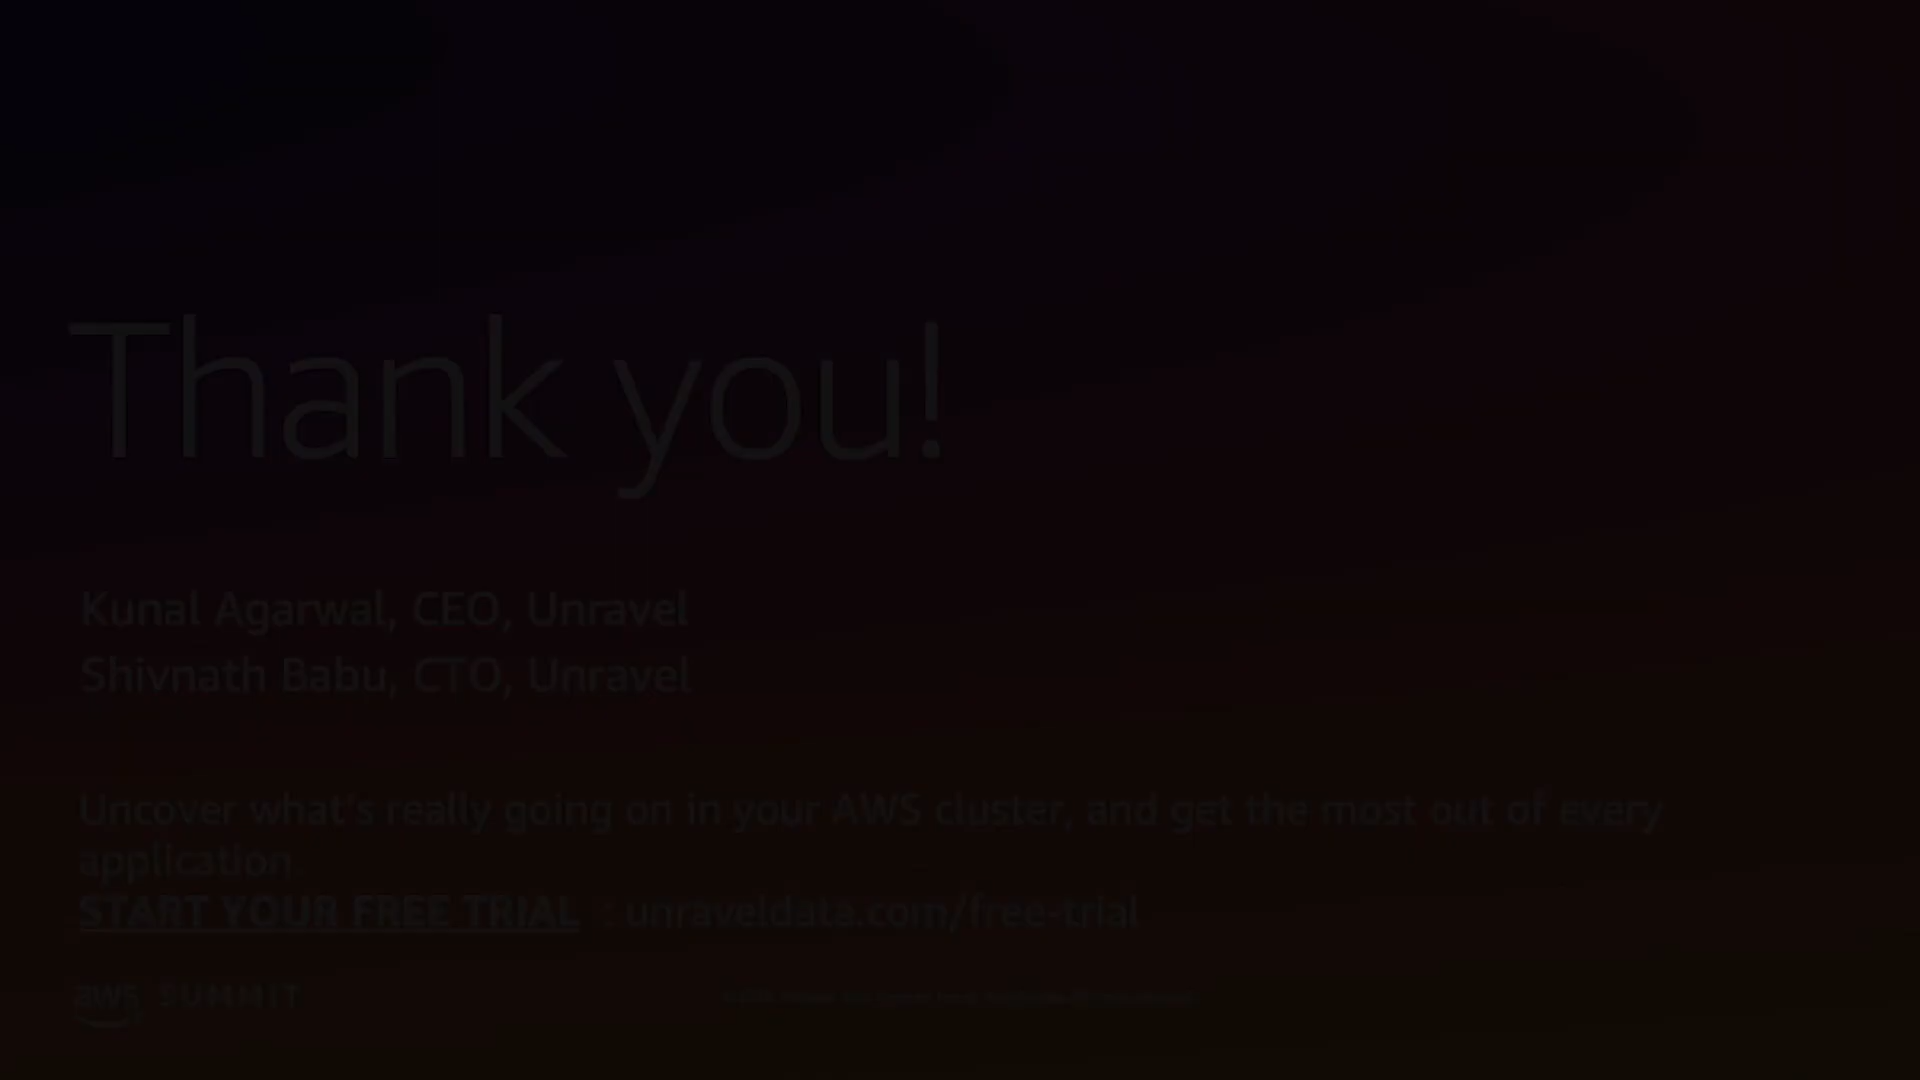 Thank you!
Kunal Agarwal, CEO, Unravel
Shivnath Babu, CTO, Unravel
Uncover what's really going on in your AWS cluster, and get the most out of every
application.
START YOUR FREE TRIAL : unraveldata.com/free-trial
aws SUMMIT